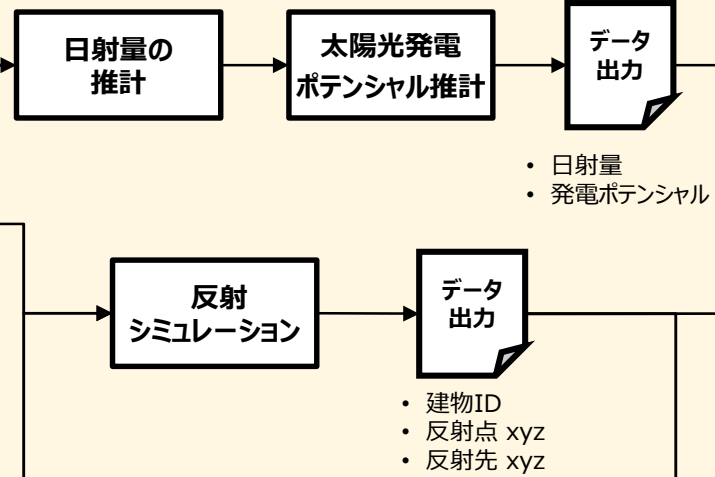 日射量の
推計
太陽光発電
ポテンシャル推計
データ
出力
• 日射量
• 発電ポテンシャル
反射
シミュレーション
データ
出力
• 建物ID
• 反射点 xyz
• 反射先 xyz